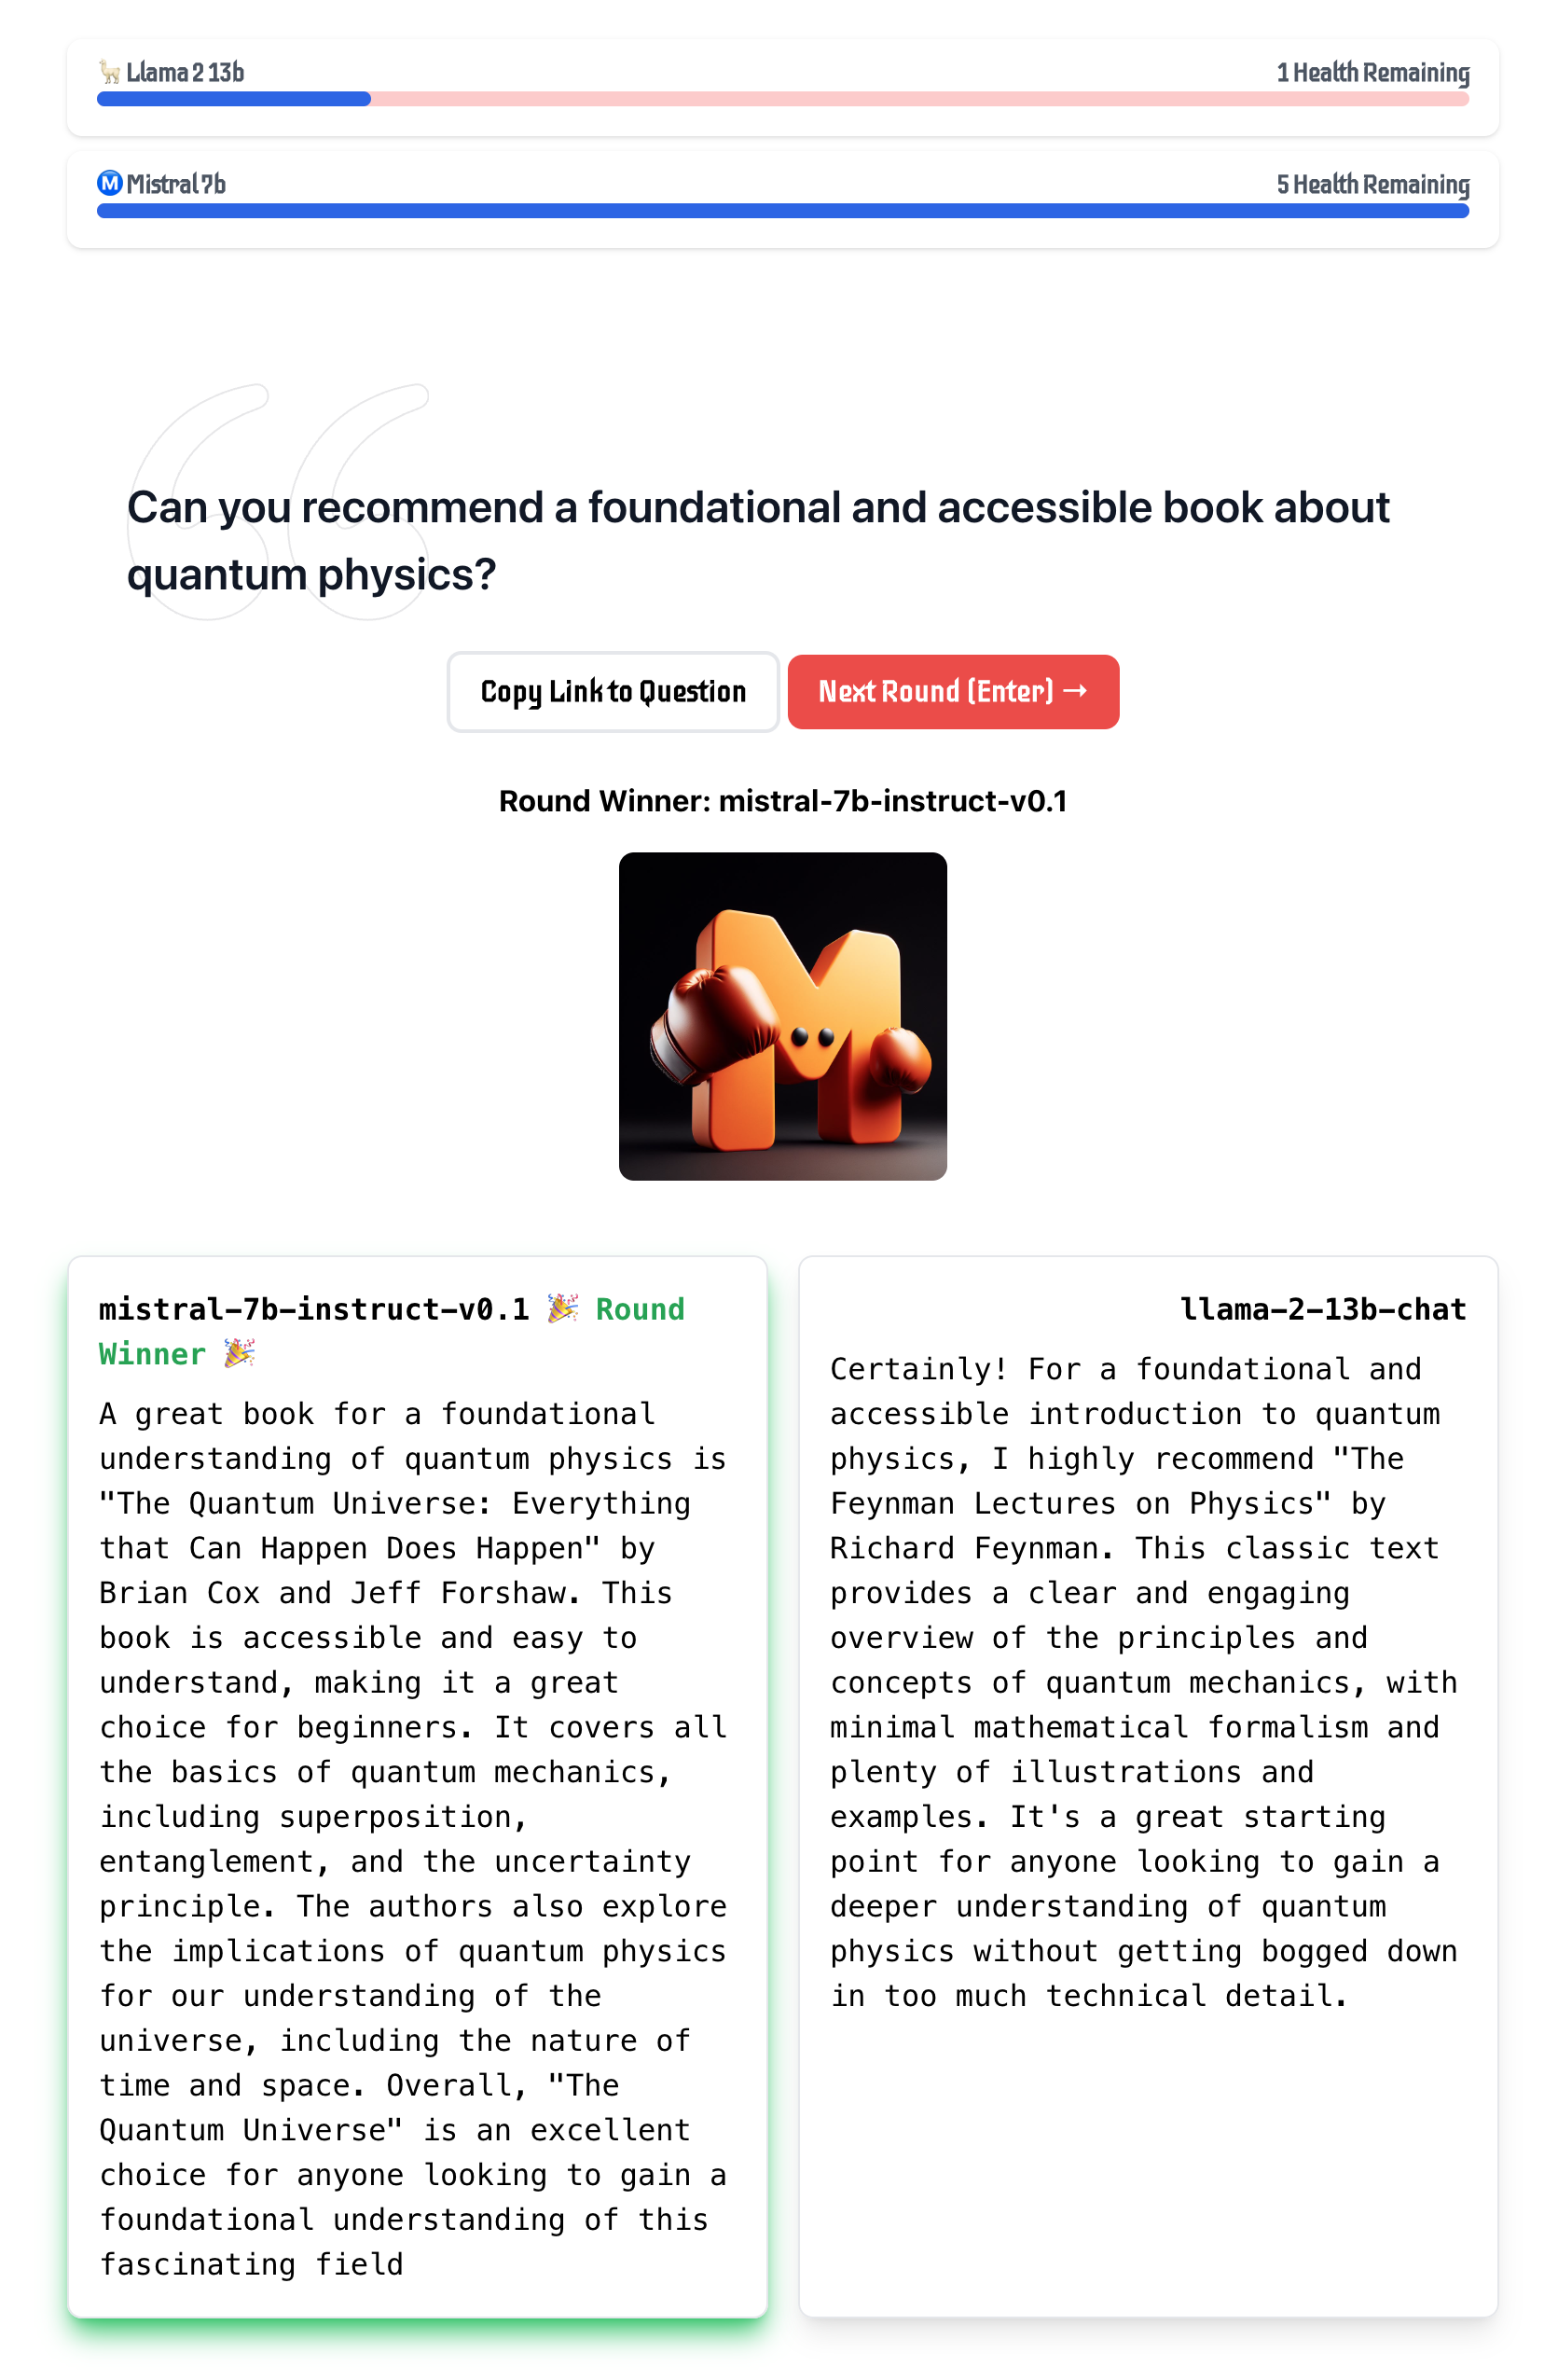 🦙 Llama 2 13b 1 Health Remaining
Ⓜ️ Mistral 7b 5 Health Remaining
Can you recommend a foundational and accessible book about
quantum physics?
Copy Link to Question Next Round (Enter) →
Round Winner: mistral-7b-instruct-v0.1
mistral-7b-instruct-v0.1 🎉 Round
Winner 🎉
A great book for a foundational
understanding of quantum physics is
"The Quantum Universe: Everything
that Can Happen Does Happen" by
Brian Cox and Jeff Forshaw. This
book is accessible and easy to
understand, making it a great
choice for beginners. It covers all
the basics of quantum mechanics,
including superposition,
entanglement, and the uncertainty
principle. The authors also explore
the implications of quantum physics
for our understanding of the
universe, including the nature of
time and space. Overall, "The
Quantum Universe" is an excellent
choice for anyone looking to gain a
foundational understanding of this
fascinating field
llama-2-13b-chat
Certainly! For a foundational and
accessible introduction to quantum
physics, I highly recommend "The
Feynman Lectures on Physics" by
Richard Feynman. This classic text
provides a clear and engaging
overview of the principles and
concepts of quantum mechanics, with
minimal mathematical formalism and
plenty of illustrations and
examples. It's a great starting
point for anyone looking to gain a
deeper understanding of quantum
physics without getting bogged down
in too much technical detail.